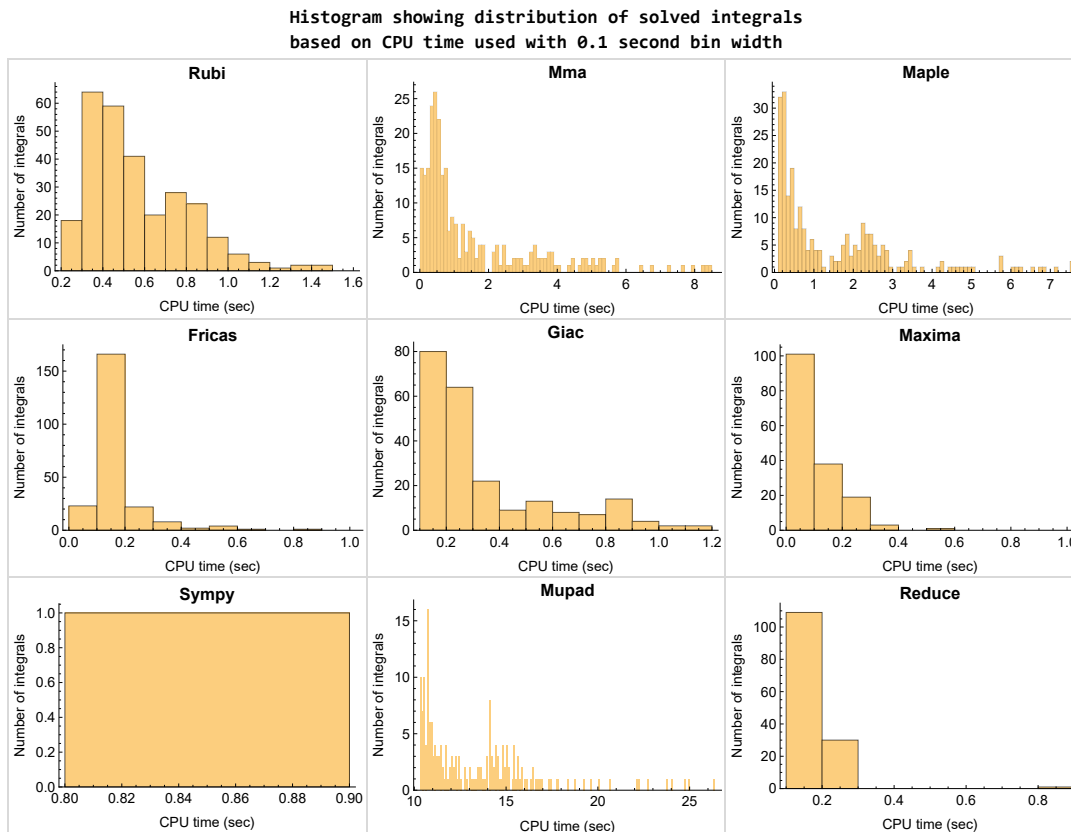 Histogram showing distribution of solved integrals
based on CPU time used with 0.1 second bin width
Rubi
Number of integrals
0 10 20 30 40 50 60
0.2 0.4 0.6 0.8 1.0 1.2 1.4 1.6
CPU time (sec)
Mma
Number of integrals
0 5 10 15 20 25
0 2 4 6 8
CPU time (sec)
Maple
Number of integrals
0 5 10 15 20 25 30
0 1 2 3 4 5 6 7
CPU time (sec)
Fricas
Number of integrals
0 50 100 150
0.0 0.2 0.4 0.6 0.8 1.0
CPU time (sec)
Giac
Number of integrals
0 20 40 60 80
0.2 0.4 0.6 0.8 1.0 1.2
CPU time (sec)
Maxima
Number of integrals
0 20 40 60 80 100
0.0 0.2 0.4 0.6 0.8 1.0
CPU time (sec)
Sympy
Number of integrals
0.0 0.2 0.4 0.6 0.8 1.0
0.80 0.82 0.84 0.86 0.88 0.90
CPU time (sec)
Mupad
Number of integrals
0 5 10 15
10 15 20 25
CPU time (sec)
Reduce
Number of integrals
0 20 40 60 80 100
0.2 0.4 0.6 0.8
CPU time (sec)